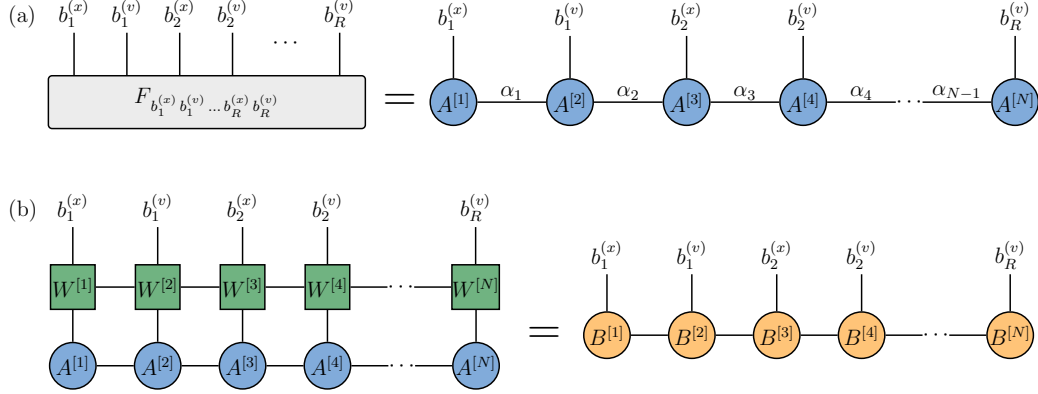 (a) b_1^{(x)} b_1^{(v)} b_2^{(x)} b_2^{(v)} ... b_R^{(v)} b_1^{(x)} b_1^{(v)} b_2^{(x)} b_2^{(v)} b_R^{(v)}
F_{b_1^{(x)} b_1^{(v)} ... b_R^{(x)} b_R^{(v)}} = A^{[1]} α_1 A^{[2]} α_2 A^{[3]} α_3 A^{[4]} α_4 ... α_{N−1} A^{[N]}
(b) b_1^{(x)} b_1^{(v)} b_2^{(x)} b_2^{(v)} b_R^{(v)}
b_1^{(x)} b_1^{(v)} b_2^{(x)} b_2^{(v)} b_R^{(v)}
W^{[1]} W^{[2]} W^{[3]} W^{[4]} ... W^{[N]}
= B^{[1]} B^{[2]} B^{[3]} B^{[4]} ... B^{[N]}
A^{[1]} A^{[2]} A^{[3]} A^{[4]} ... A^{[N]}